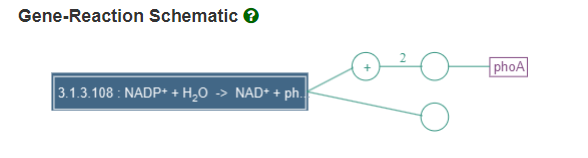 Gene-Reaction Schematic ?
2
+
phoA
3.1.3.108 : NADP⁺ + H₂O -> NAD⁺ + ph..